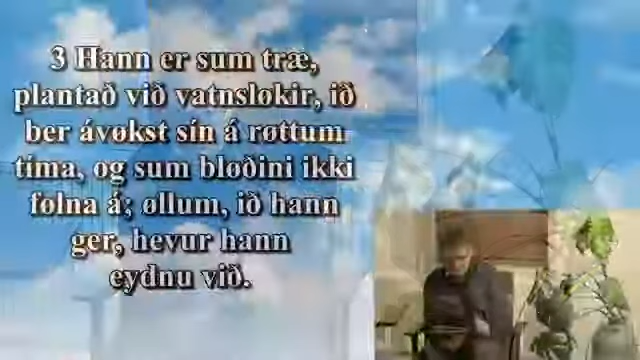 3 Hann er sum træ,
plantað við vatnsløkir, ið
ber ávøkst sín á røttum
tíma, og sum bløðini ikki
følna á; øllum, ið hann
ger, hevur hann
eydnu við.